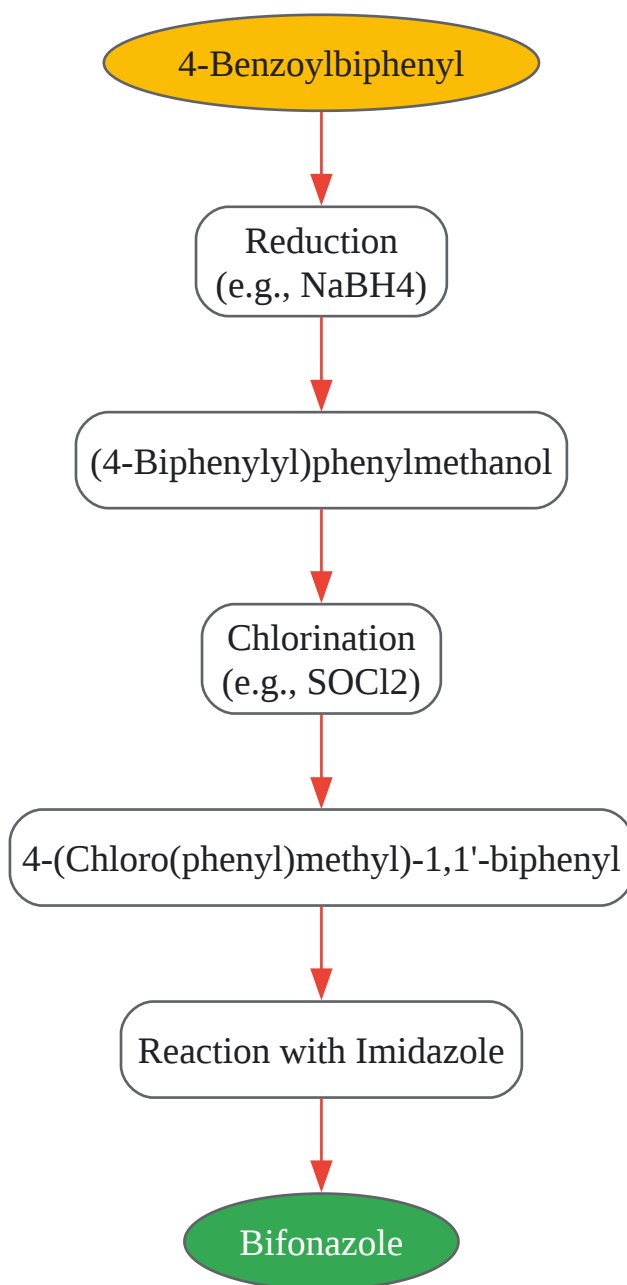 4-Benzoylbiphenyl
Reduction
(e.g., NaBH4)
(4-Biphenylyl)phenylmethanol
Chlorination
(e.g., SOCl2)
4-(Chloro(phenyl)methyl)-1,1'-biphenyl
Reaction with Imidazole
Bifonazole